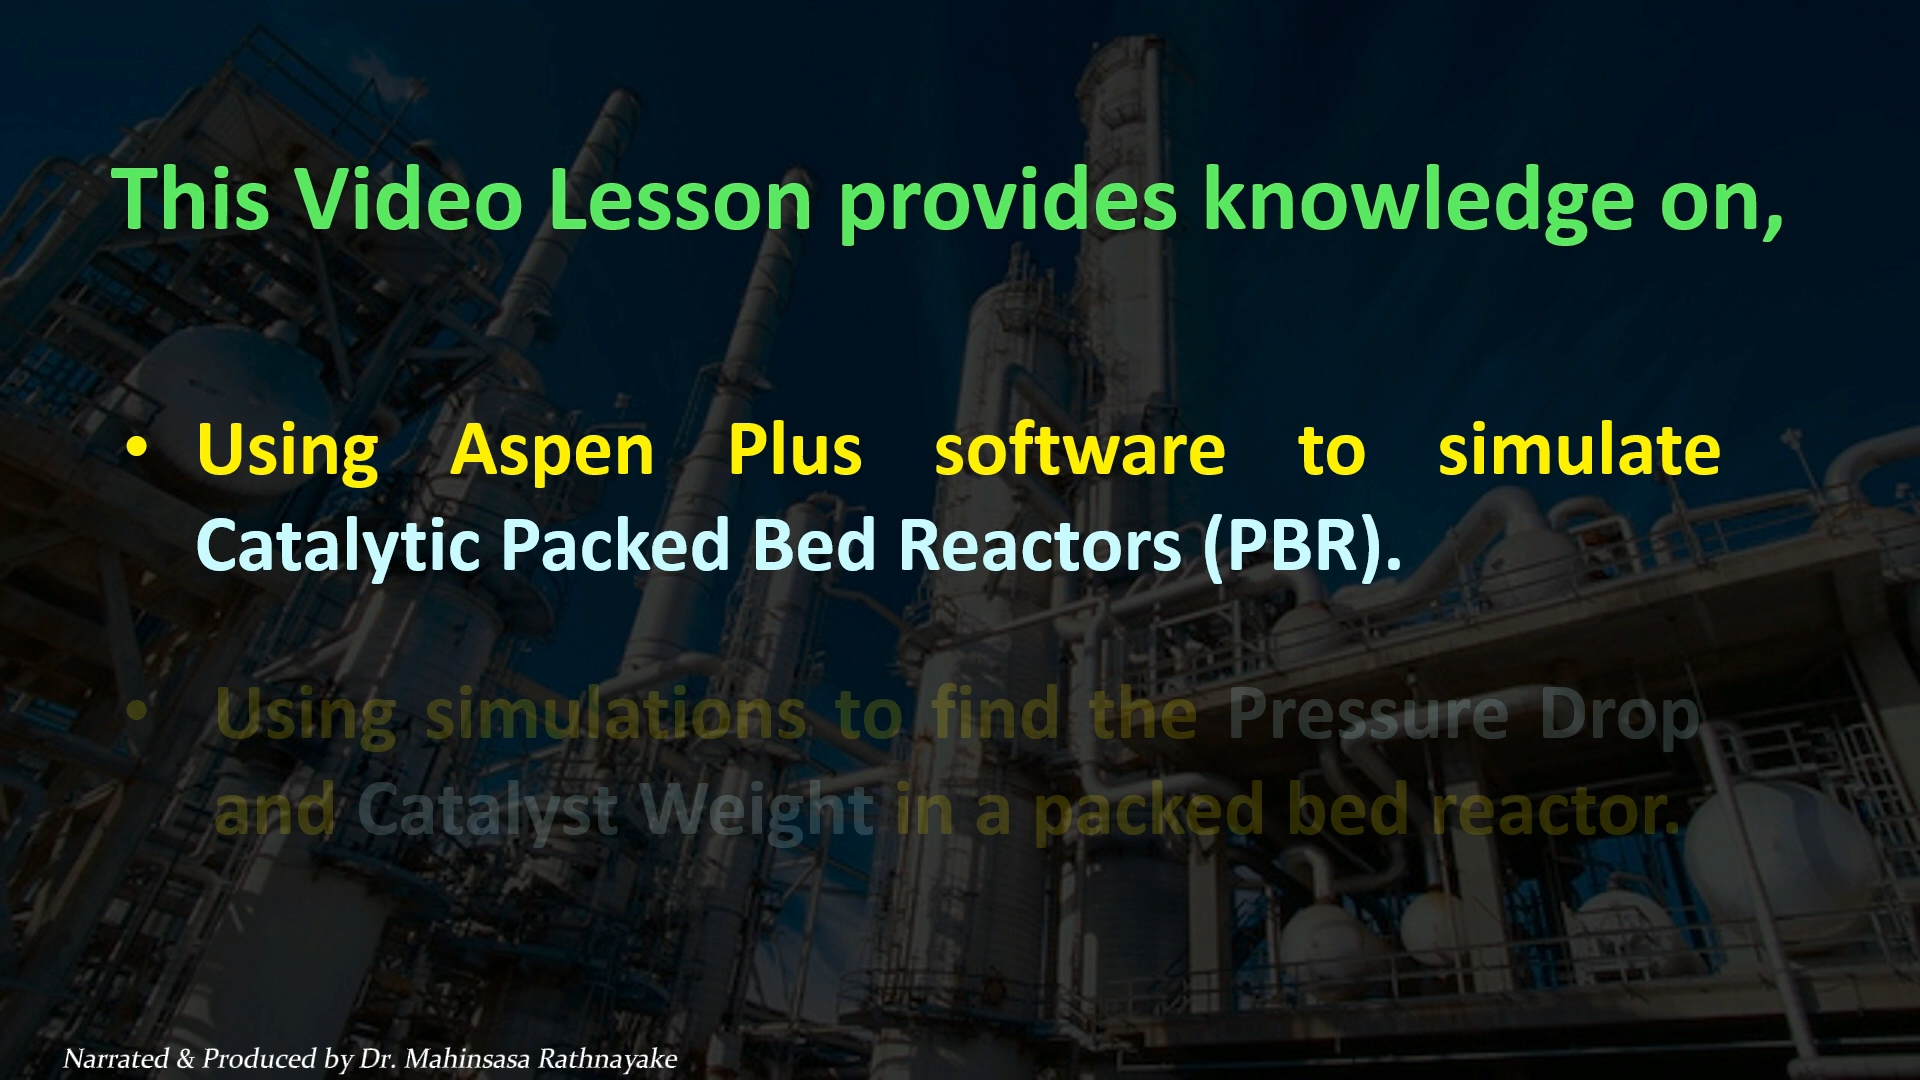 This Video Lesson provides knowledge on,
• Using Aspen Plus software to simulate
Catalytic Packed Bed Reactors (PBR).
• Using simulations to find the Pressure Drop
and Catalyst Weight in a packed bed reactor.
Narrated & Produced by Dr. Mahinsasa Rathnayake